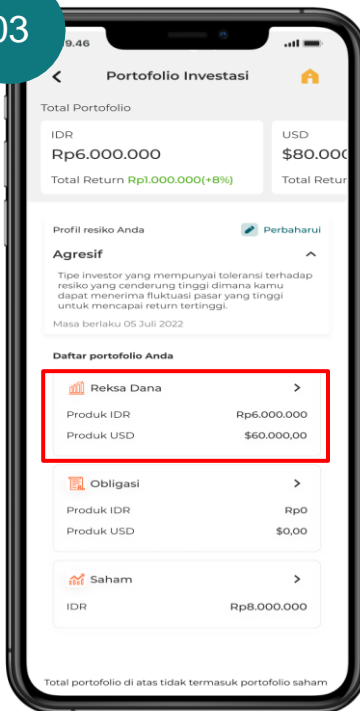 03
9.46
Portofolio Investasi
Total Portofolio
IDR
Rp6.000.000
Total Return Rp1.000.000(+8%)
USD
$80.000
Total Retur
Profil resiko Anda
Perbaharui
Agresif
Tipe investor yang mempunyai toleransi terhadap
resiko yang cenderung tinggi dimana kamu
dapat menerima fluktuasi pasar yang tinggi
untuk mencapai return tertinggi.
Masa berlaku 05 Juli 2022
Daftar portofolio Anda
Reksa Dana
Produk IDR Rp6.000.000
Produk USD $60.000,00
Obligasi
Produk IDR Rp0
Produk USD $0,00
Saham
IDR Rp8.000.000
Total portofolio di atas tidak termasuk portofolio saham